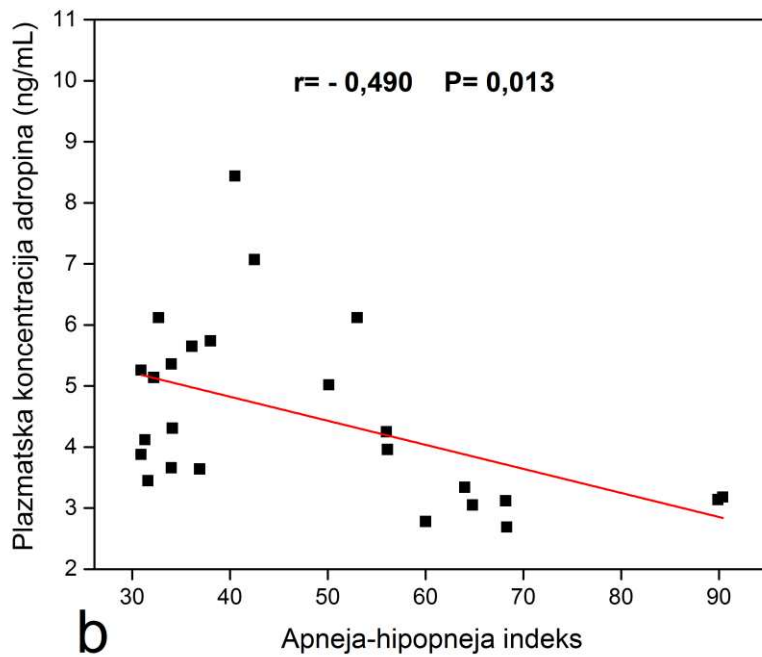 r= - 0,490 P= 0,013
Plazmatska koncentracija adropina (ng/mL)
11
10
9
8
7
6
5
4
3
2
30 40 50 60 70 80 90
b
Apneja-hipopneja indeks